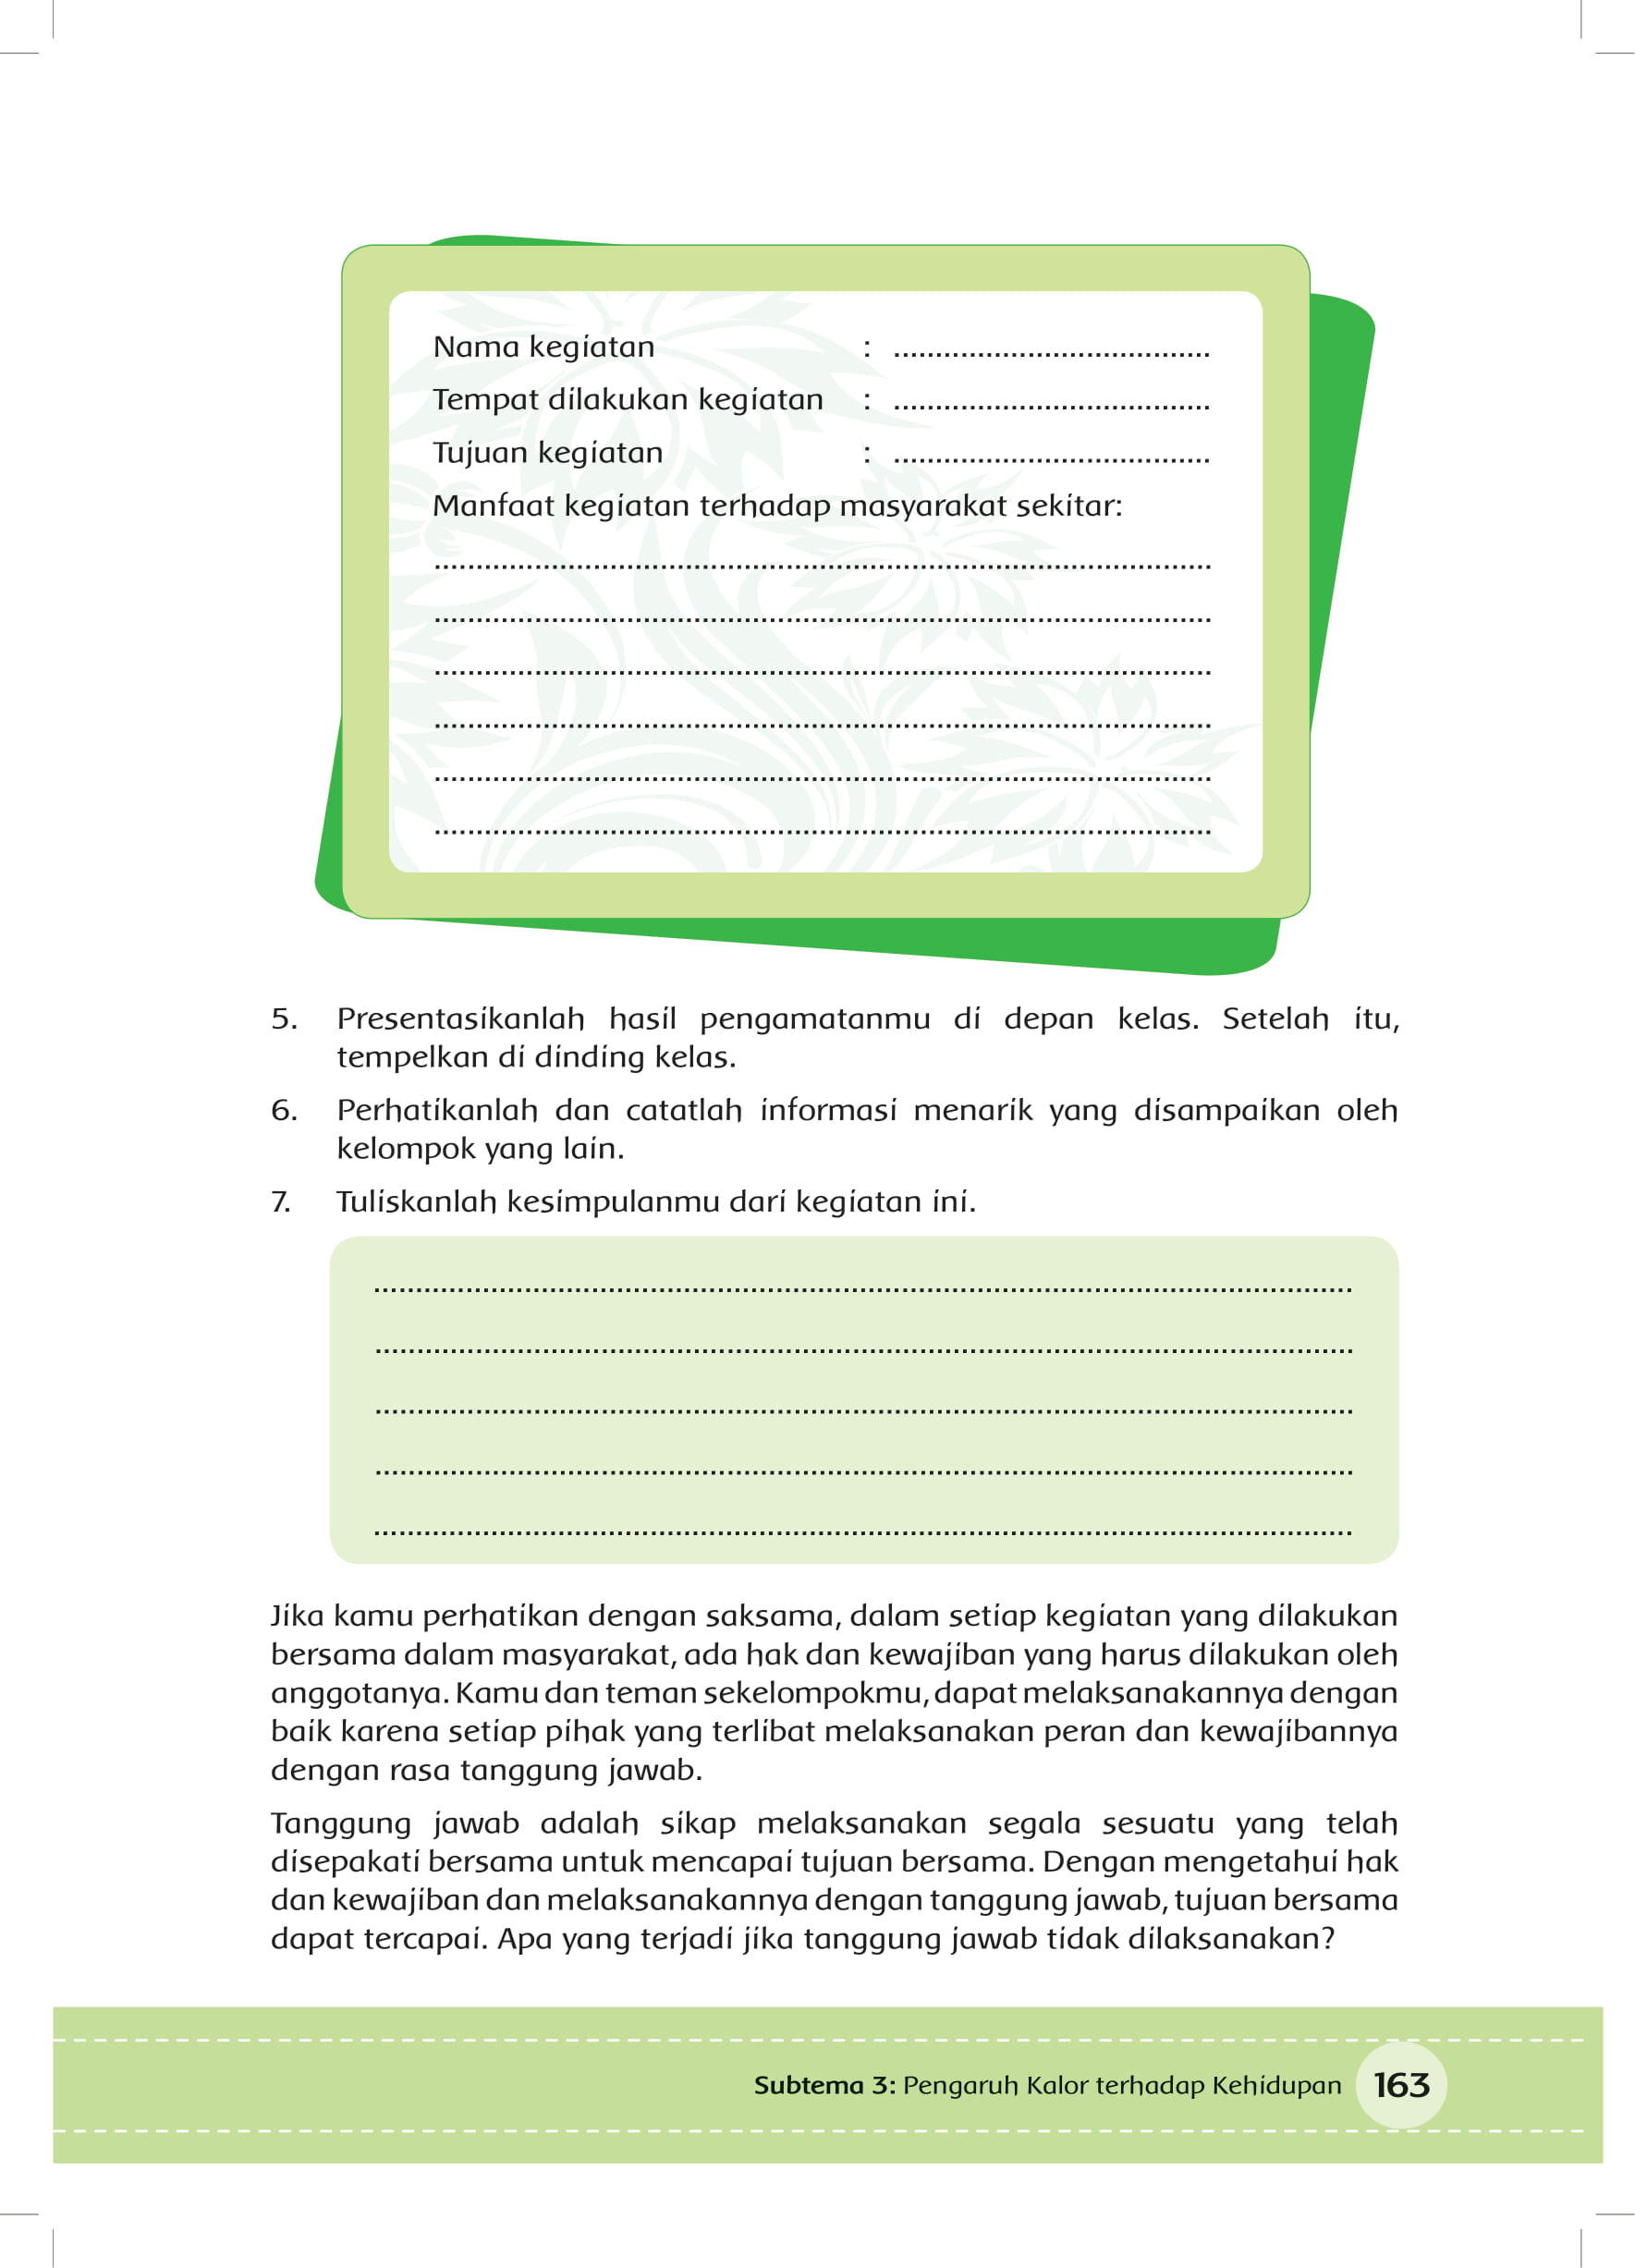 Nama kegiatan : ......................................
Tempat dilakukan kegiatan : ......................................
Tujuan kegiatan : ......................................
Manfaat kegiatan terhadap masyarakat sekitar:
.............................................................................................
.............................................................................................
.............................................................................................
.............................................................................................
.............................................................................................
.............................................................................................
5. Presentasikanlah hasil pengamatanmu di depan kelas. Setelah itu,
tempelkan di dinding kelas.
6. Perhatikanlah dan catatlah informasi menarik yang disampaikan oleh
kelompok yang lain.
7. Tuliskanlah kesimpulanmu dari kegiatan ini.
.....................................................................................................................
.....................................................................................................................
.....................................................................................................................
.....................................................................................................................
.....................................................................................................................
Jika kamu perhatikan dengan saksama, dalam setiap kegiatan yang dilakukan
bersama dalam masyarakat, ada hak dan kewajiban yang harus dilakukan oleh
anggotanya. Kamu dan teman sekelompokmu, dapat melaksanakannya dengan
baik karena setiap pihak yang terlibat melaksanakan peran dan kewajibannya
dengan rasa tanggung jawab.
Tanggung jawab adalah sikap melaksanakan segala sesuatu yang telah
disepakati bersama untuk mencapai tujuan bersama. Dengan mengetahui hak
dan kewajiban dan melaksanakannya dengan tanggung jawab, tujuan bersama
dapat tercapai. Apa yang terjadi jika tanggung jawab tidak dilaksanakan?
Subtema 3: Pengaruh Kalor terhadap Kehidupan 163